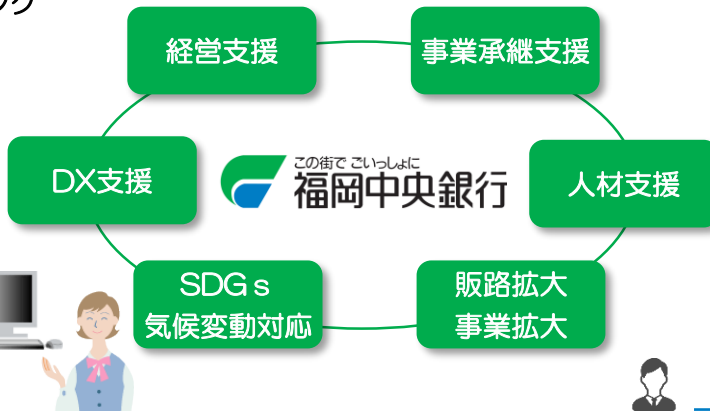 経営支援
事業承継支援
DX支援
この街で ごいっしょに
福岡中央銀行
人材支援
SDGs
気候変動対応
販路拡大
事業拡大